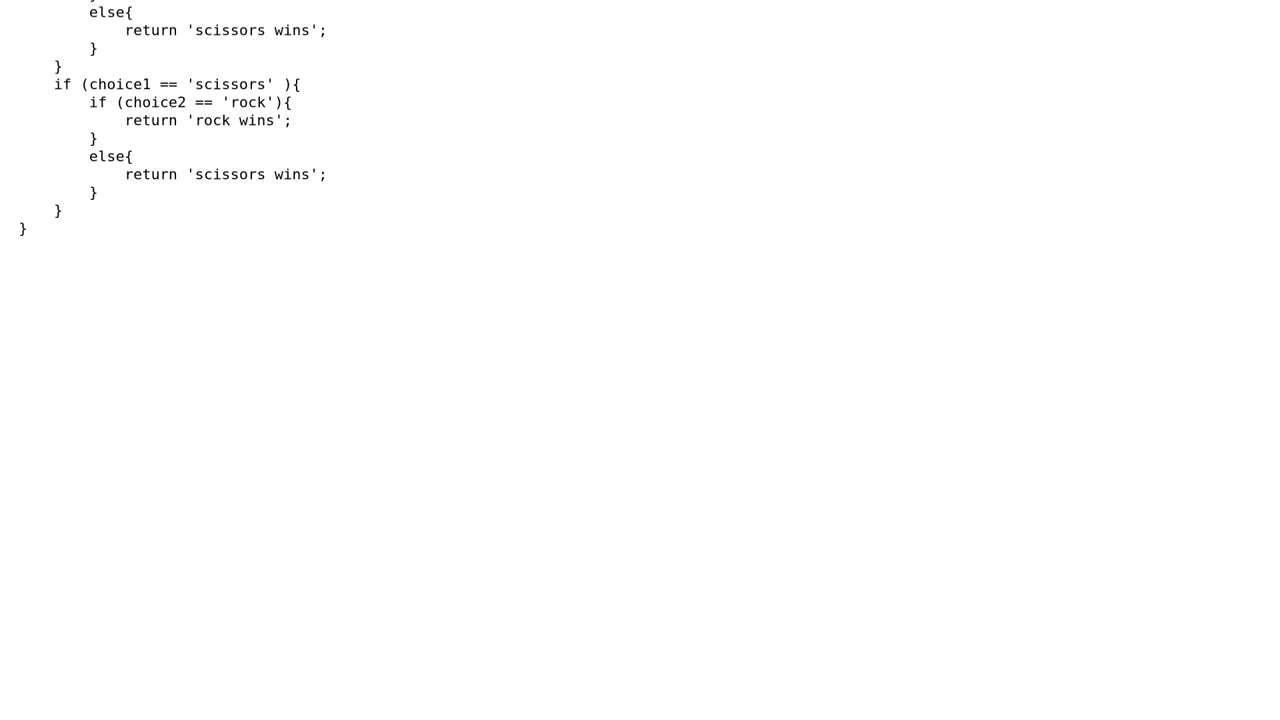 else{
            return 'scissors wins';
        }
    }
    if (choice1 == 'scissors' ){
        if (choice2 == 'rock'){
            return 'rock wins';
        }
        else{
            return 'scissors wins';
        }
    }
}